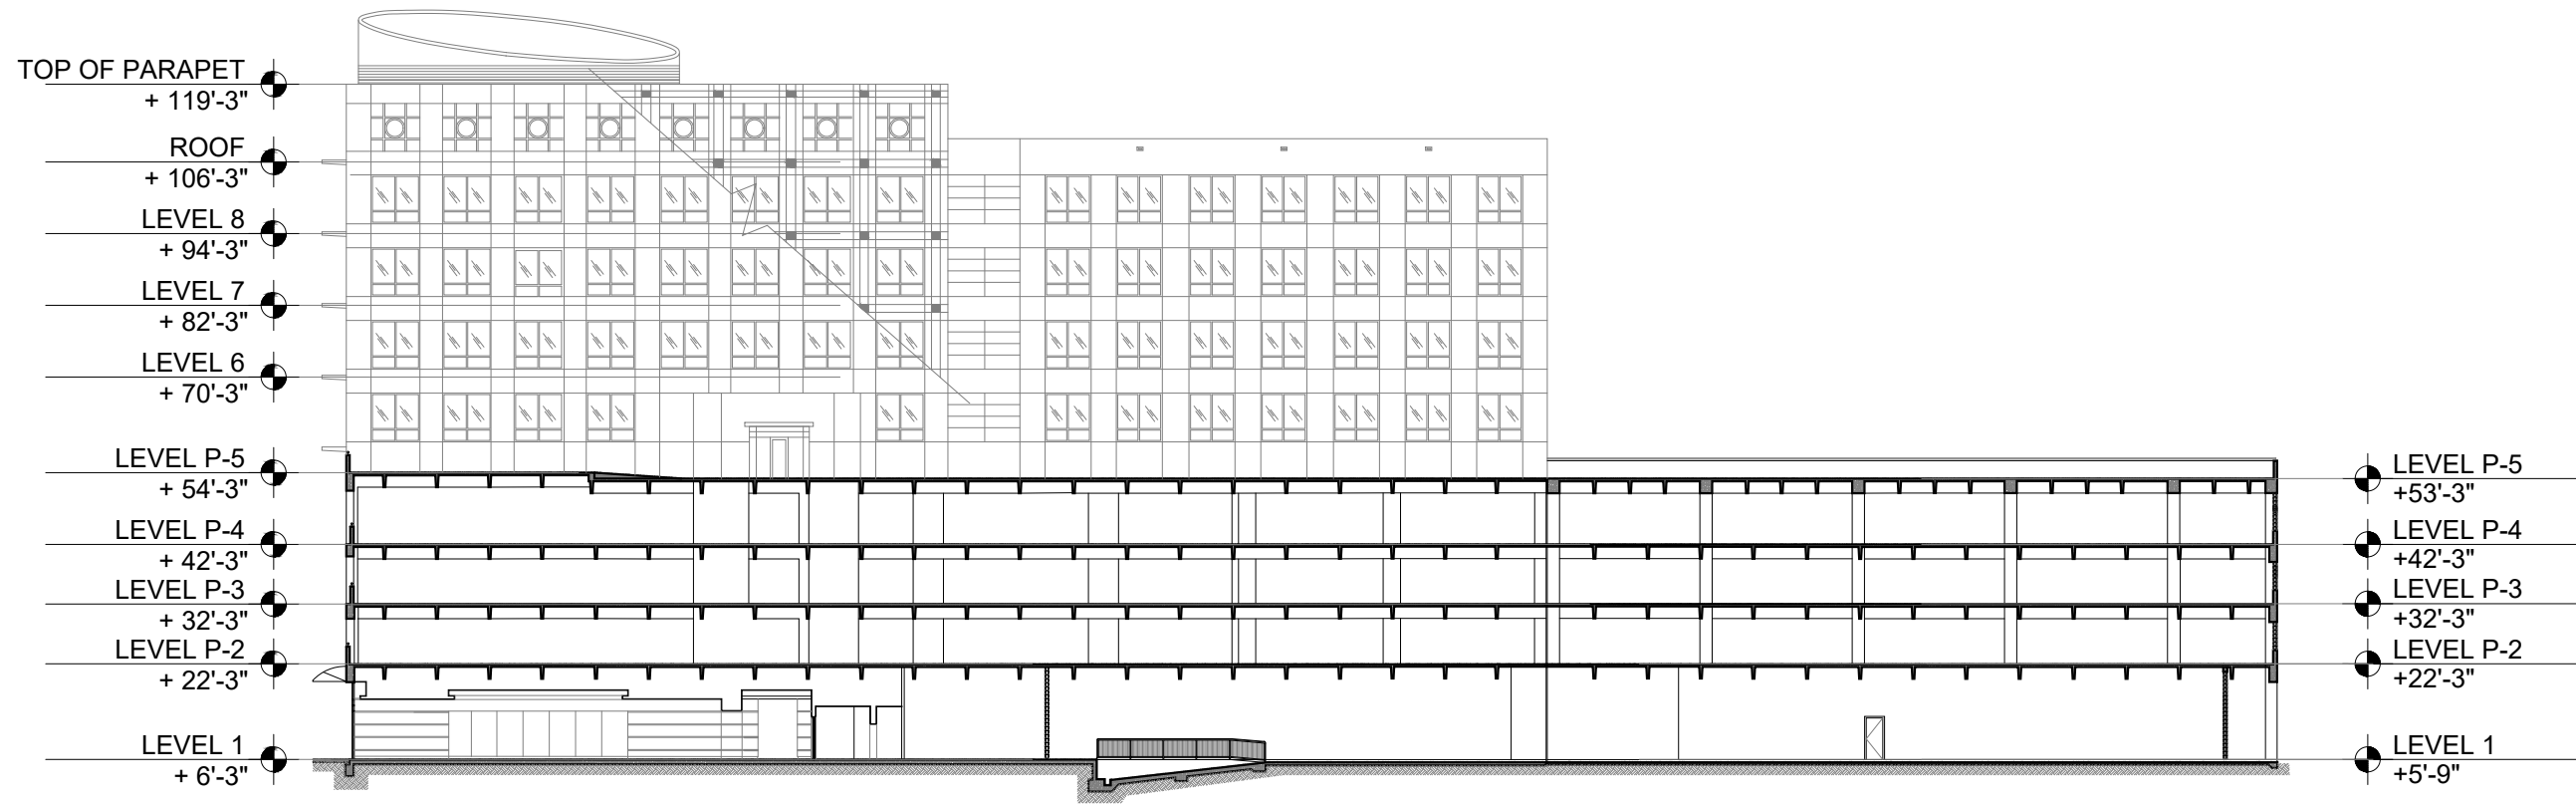 TOP OF PARAPET
+ 119'-3"
ROOF
+ 106'-3"
LEVEL 8
+ 94'-3"
LEVEL 7
+ 82'-3"
LEVEL 6
+ 70'-3"
LEVEL P-5
+ 54'-3"
LEVEL P-4
+ 42'-3"
LEVEL P-3
+ 32'-3"
LEVEL P-2
+ 22'-3"
LEVEL 1
+ 6'-3"
LEVEL P-5
+53'-3"
LEVEL P-4
+42'-3"
LEVEL P-3
+32'-3"
LEVEL P-2
+22'-3"
LEVEL 1
+5'-9"